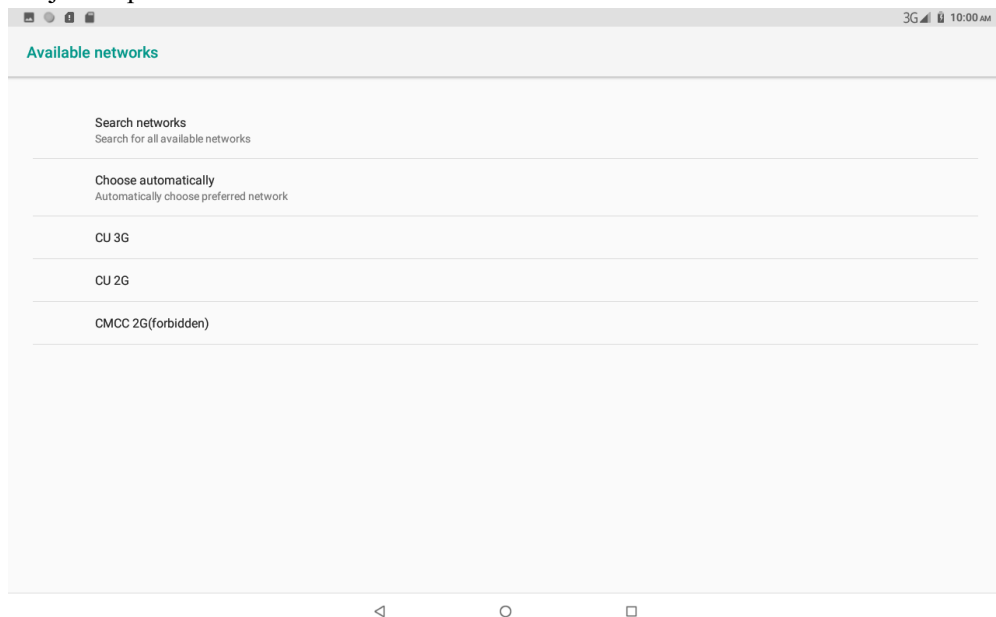 3G 10:00 AM
Available networks
Search networks
Search for all available networks
Choose automatically
Automatically choose preferred network
CU 3G
CU 2G
CMCC 2G(forbidden)